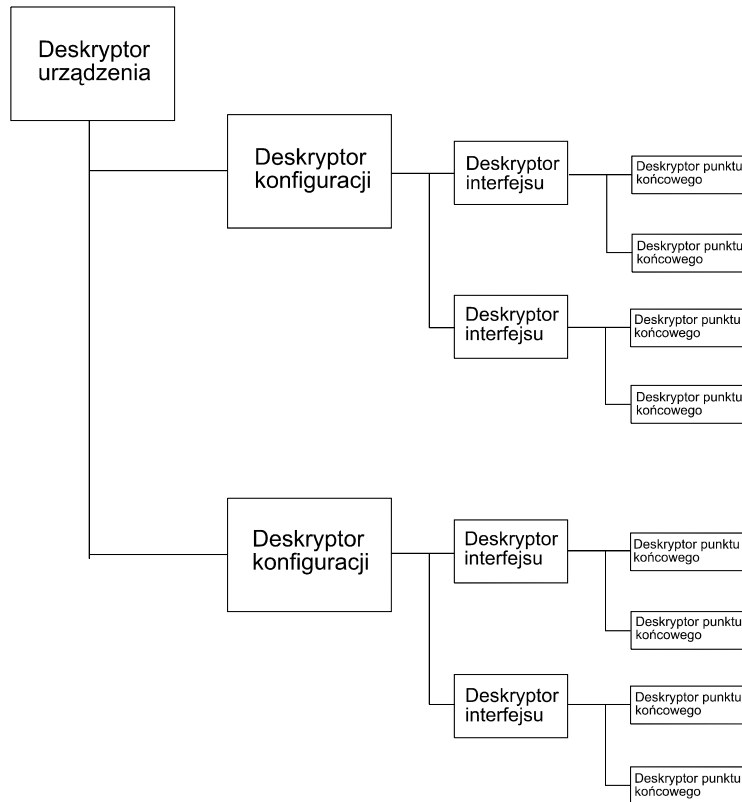 Deskryptor
urządzenia
Deskryptor
konfiguracji
Deskryptor
interfejsu
Deskryptor punktu
końcowego
Deskryptor punktu
końcowego
Deskryptor
interfejsu
Deskryptor punktu
końcowego
Deskryptor punktu
końcowego
Deskryptor
konfiguracji
Deskryptor
interfejsu
Deskryptor punktu
końcowego
Deskryptor punktu
końcowego
Deskryptor
interfejsu
Deskryptor punktu
końcowego
Deskryptor punktu
końcowego